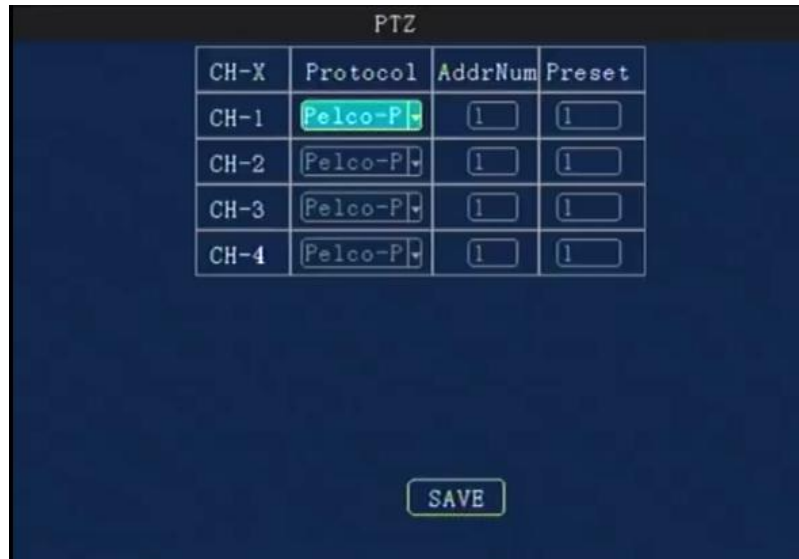 PTZ
CH-X Protocol AddrNum Preset
CH-1 Pelco-P 1 1
CH-2 Pelco-P 1 1
CH-3 Pelco-P 1 1
CH-4 Pelco-P 1 1
SAVE